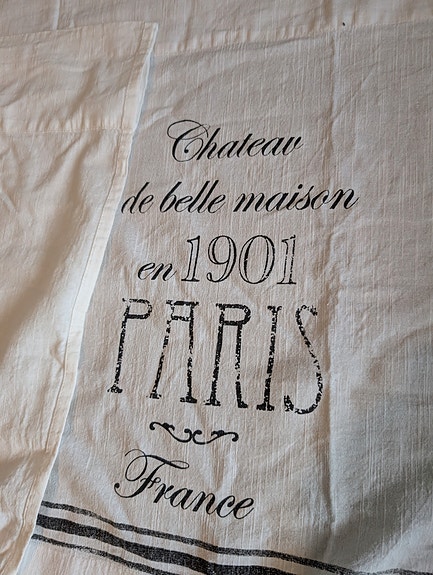 Chateau
de belle maison
en 1901
PARIS
France